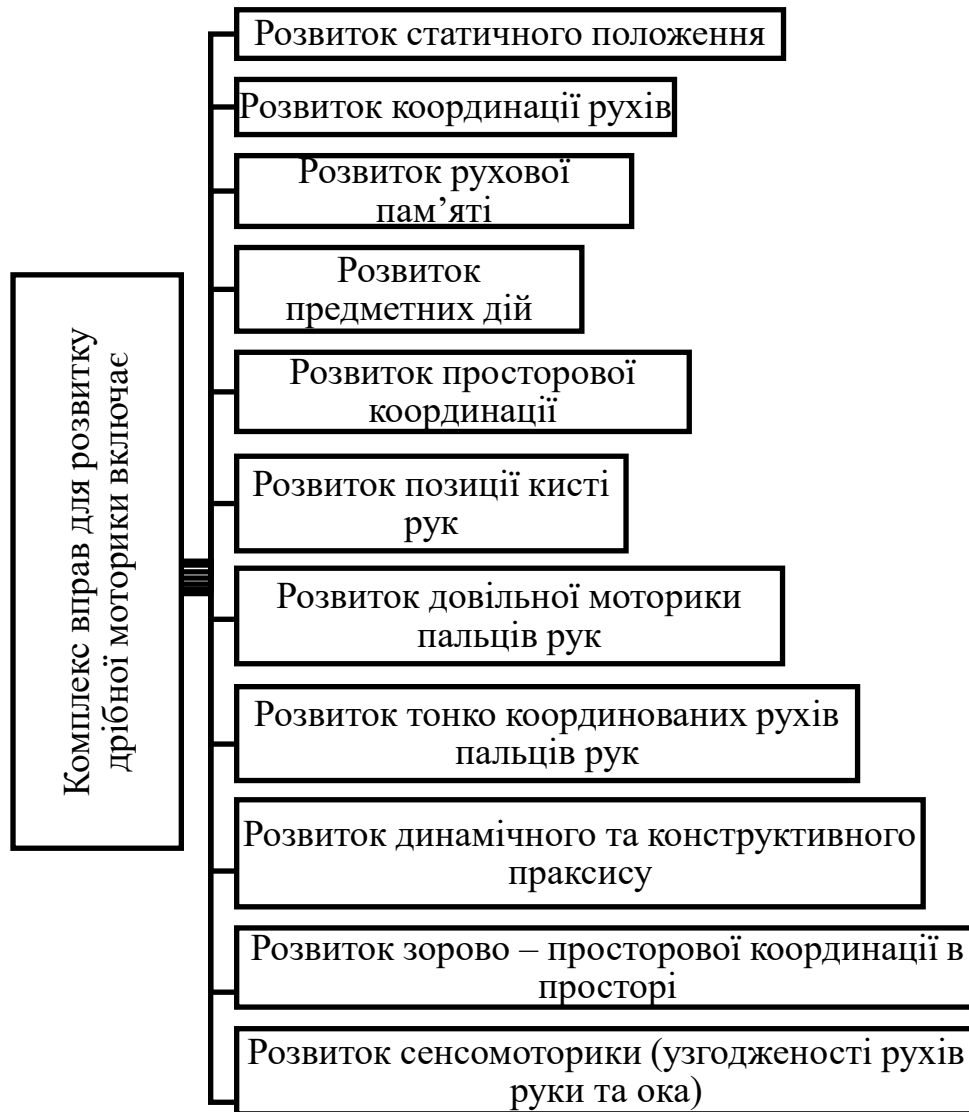 Комплекс вправ для розвитку
дрібної моторики включає
Розвиток статичного положення
Розвиток координації рухів
Розвиток рухової
пам’яті
Розвиток
предметних дій
Розвиток просторової
координації
Розвиток позиції кисті
рук
Розвиток довільної моторики
пальців рук
Розвиток тонко координованих рухів
пальців рук
Розвиток динамічного та конструктивного
праксису
Розвиток зорово – просторової координації в
просторі
Розвиток сенсомоторики (узгодженості рухів
руки та ока)